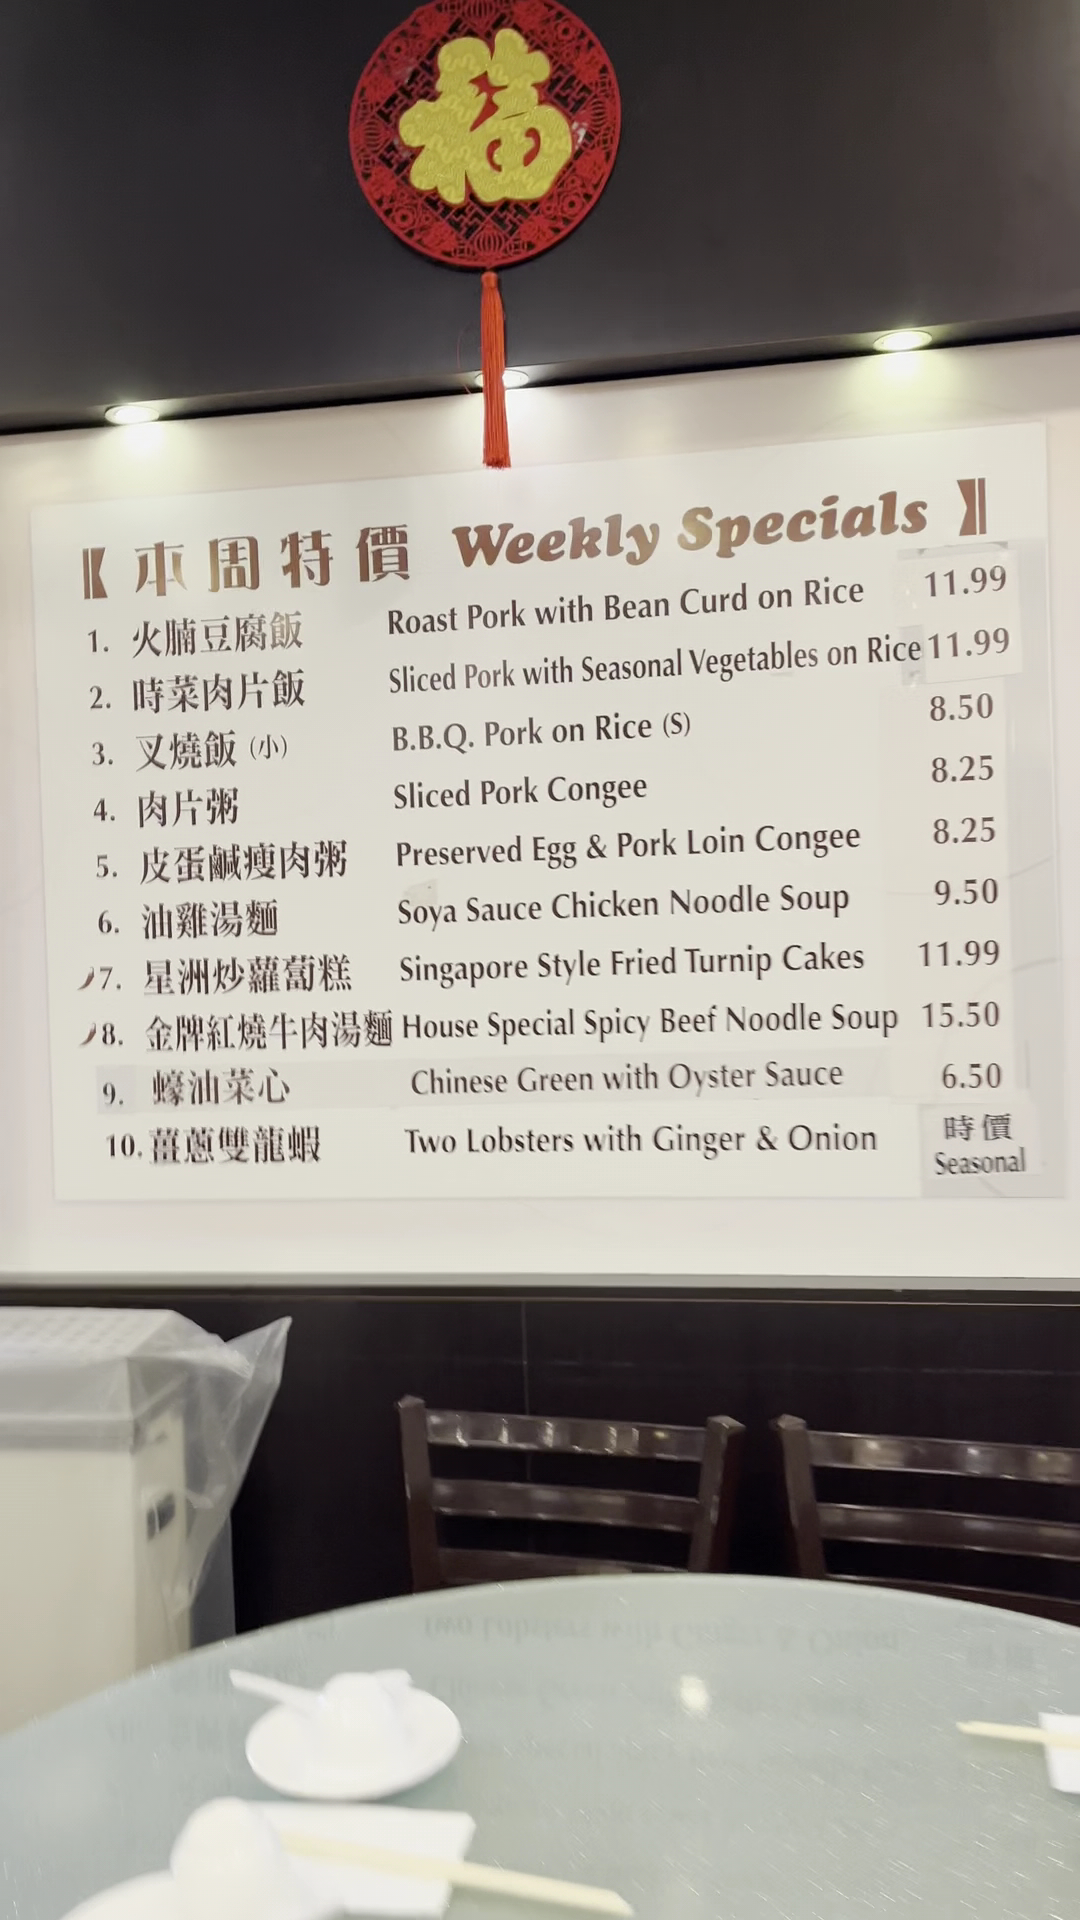 福
【 本周特價 Weekly Specials 】
1. 火腩豆腐飯 Roast Pork with Bean Curd on Rice 11.99
2. 時菜肉片飯 Sliced Pork with Seasonal Vegetables on Rice 11.99
3. 叉燒飯 (小) B.B.Q. Pork on Rice (S) 8.50
4. 肉片粥 Sliced Pork Congee 8.25
5. 皮蛋鹹瘦肉粥 Preserved Egg & Pork Loin Congee 8.25
6. 油雞湯麵 Soya Sauce Chicken Noodle Soup 9.50
7. 星洲炒蘿蔔糕 Singapore Style Fried Turnip Cakes 11.99
8. 金牌紅燒牛肉湯麵 House Special Spicy Beef Noodle Soup 15.50
9. 蠔油菜心 Chinese Green with Oyster Sauce 6.50
10. 薑蔥雙龍蝦 Two Lobsters with Ginger & Onion 時價
Seasonal